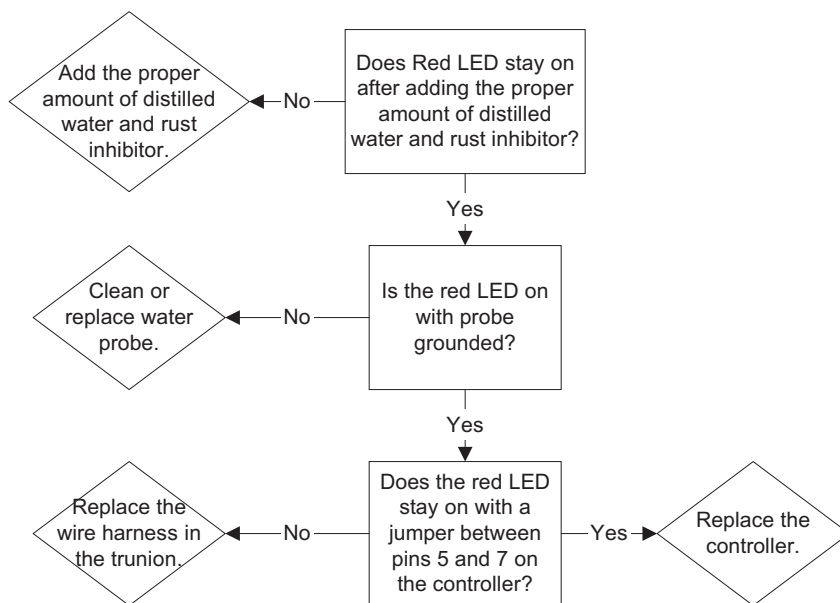 Add the proper
amount of distilled
water and rust
inhibitor.
No
Does Red LED stay on
after adding the proper
amount of distilled
water and rust inhibitor?
Yes
Clean or
replace water
probe.
No
Is the red LED on
with probe
grounded?
Yes
Replace the
wire harness in
the trunion.
No
Does the red LED
stay on with a
jumper between
pins 5 and 7 on
the controller?
Yes
Replace the
controller.